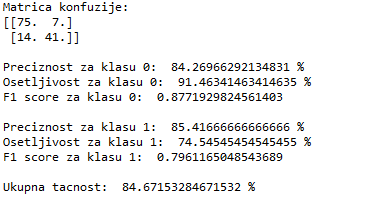 Matrica konfuzije:
[[75.  7.]
 [14. 41.]]
Preciznost za klasu 0:  84.26966292134831 %
Osetljivost za klasu 0:  91.46341463414635 %
F1 score za klasu 0:  0.8771929824561403
Preciznost za klasu 1:  85.41666666666666 %
Osetljivost za klasu 1:  74.54545454545455 %
F1 score za klasu 1:  0.7961165048543689
Ukupna tacnost:  84.67153284671532 %